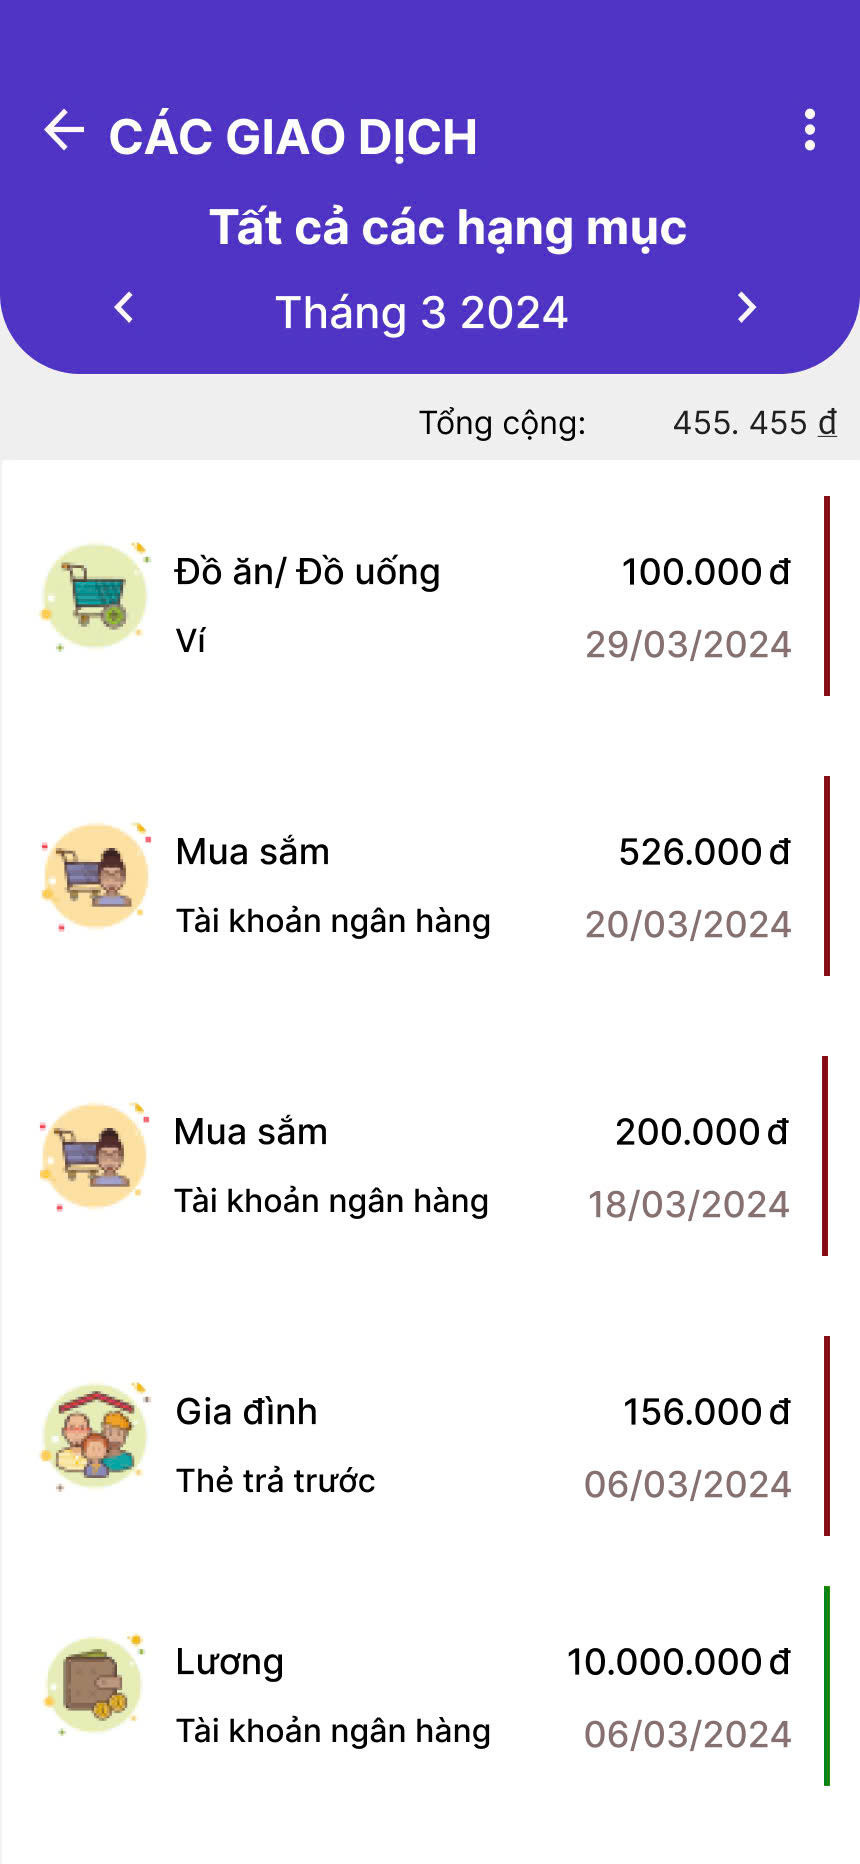 CÁC GIAO DỊCH
Tất cả các hạng mục
Tháng 3 2024
Tổng cộng: 455. 455 đ
Đồ ăn/ Đồ uống 100.000 đ
Ví 29/03/2024
Mua sắm 526.000 đ
Tài khoản ngân hàng 20/03/2024
Mua sắm 200.000 đ
Tài khoản ngân hàng 18/03/2024
Gia đình 156.000 đ
Thẻ trả trước 06/03/2024
Lương 10.000.000 đ
Tài khoản ngân hàng 06/03/2024